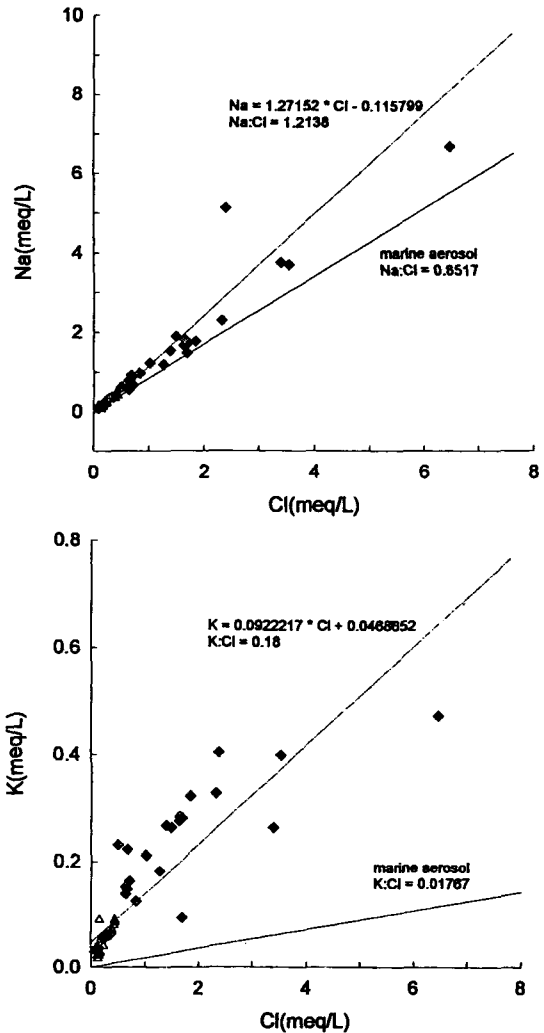 10
8
6
4
2
0
Na(meq/L)
Na = 1.27152 * Cl - 0.115799
Na:Cl = 1.2138
marine aerosol
Na:Cl = 0.8517
0
2
4
6
8
Cl(meq/L)
0.8
0.6
0.4
0.2
0.0
K(meq/L)
K = 0.0922217 * Cl + 0.0468652
K:Cl = 0.18
marine aerosol
K:Cl = 0.01767
0
2
4
6
8
Cl(meq/L)